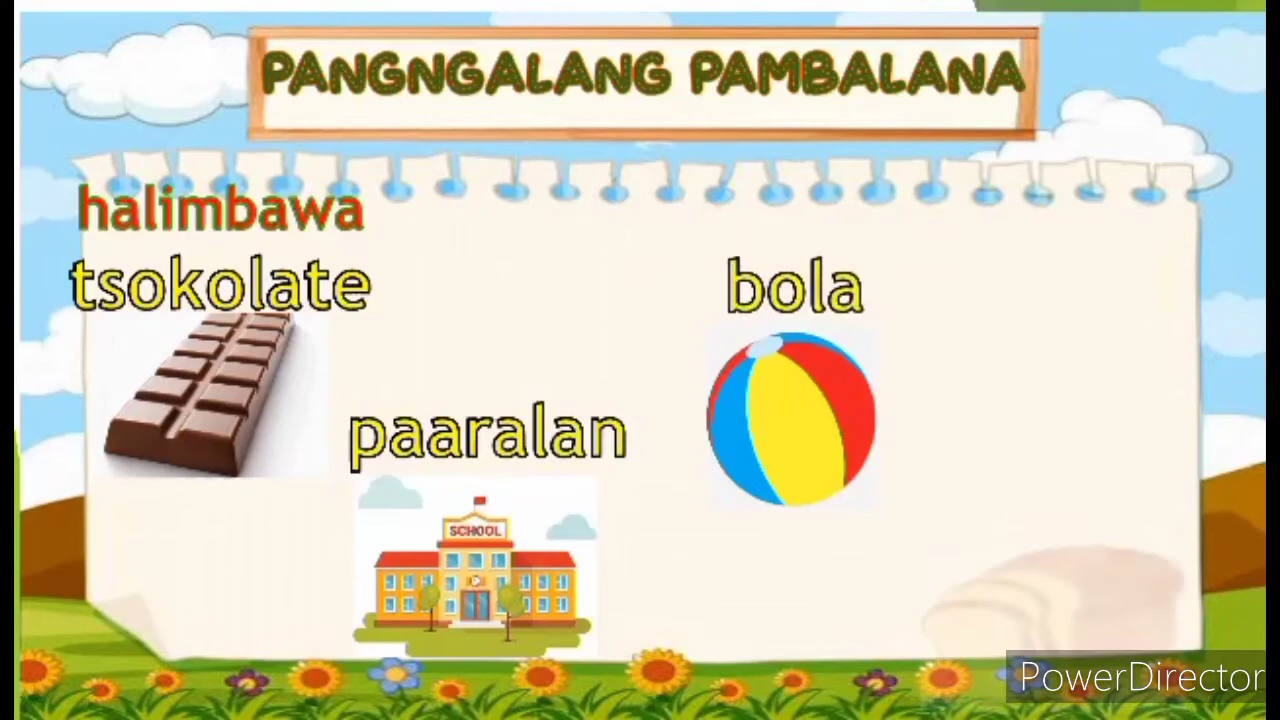 PANGNGALANG PAMBALANA
halimbawa
tsokolate
bola
paaralan
SCHOOL
PowerDirector